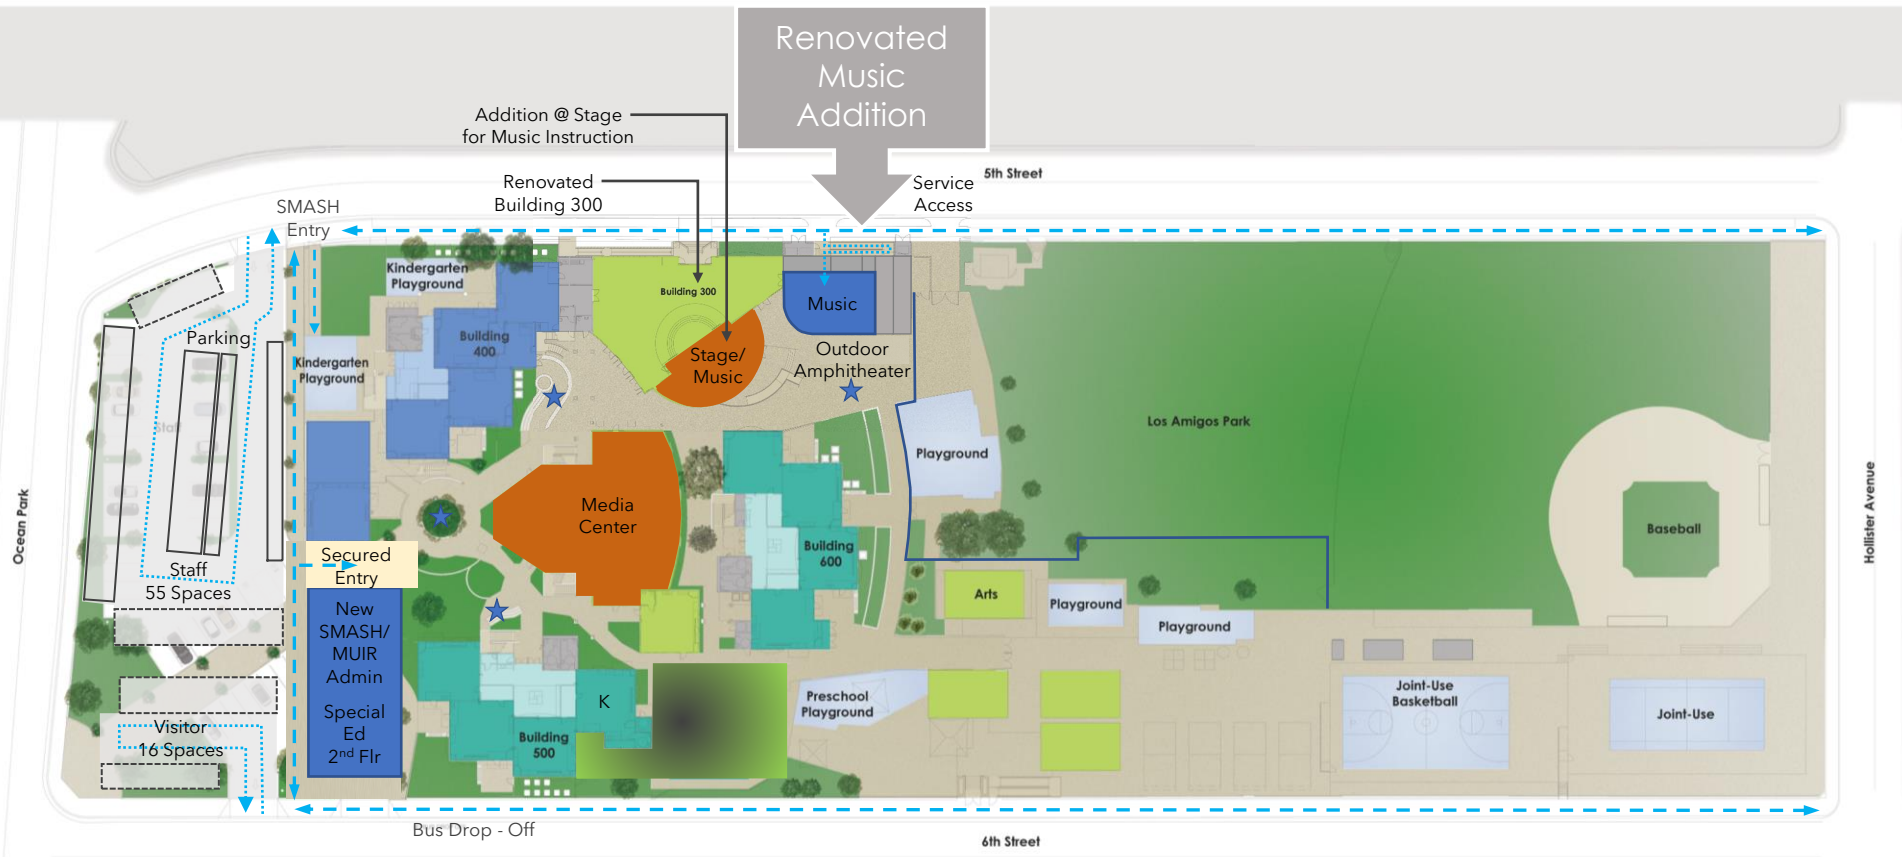 Renovated
Music
Addition
Addition @ Stage
for Music Instruction
Renovated
Building 300
Service
Access
5th Street
SMASH
Entry
Kindergarten
Playground
Building 300
Music
Parking
Building
400
Kindergarten
Playground
Stage/
Music
Outdoor
Amphitheater
Staff
Los Amigos Park
Playground
Ocean Park
Hollister Avenue
Media
Center
Baseball
Building
600
Secured
Entry
Staff
55 Spaces
Arts
Playground
Playground
New
SMASH/
MUIR
Admin
Special
Ed
2nd Flr
K
Preschool
Playground
Joint-Use
Basketball
Joint-Use
Visitor
16 Spaces
Building
500
Bus Drop - Off
6th Street